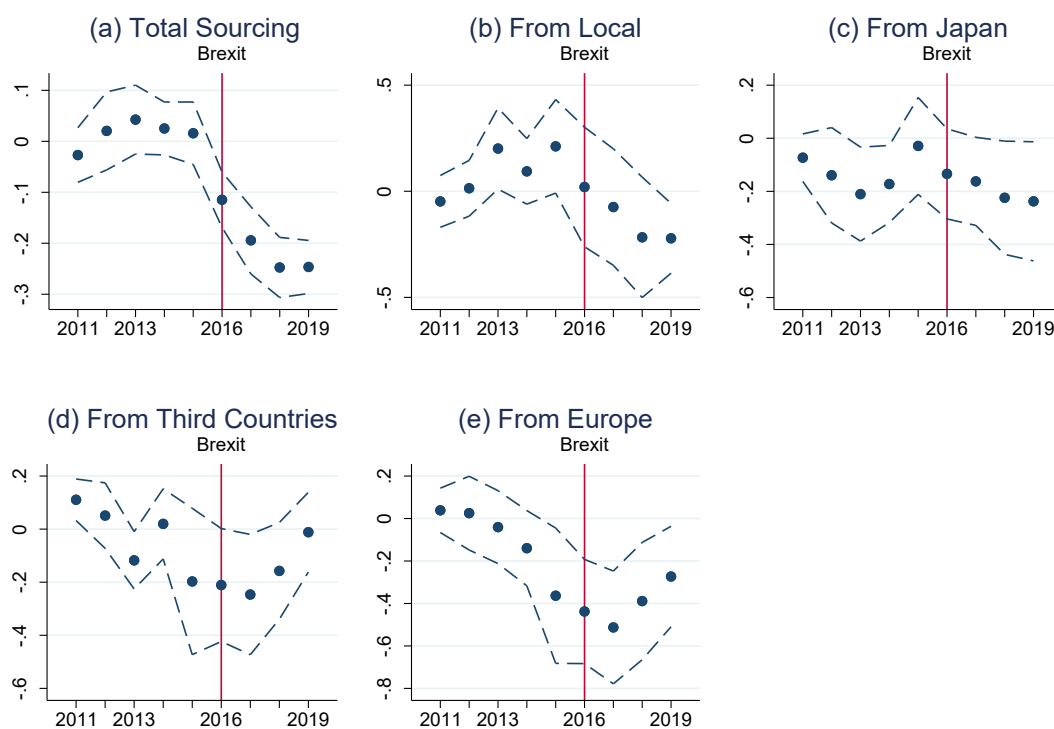 (a) Total Sourcing
Brexit
.1
0
-.1
-.2
-.3
2011 2013 2016 2019
(b) From Local
Brexit
.5
0
-.5
2011 2013 2016 2019
(c) From Japan
Brexit
.2
0
-.2
-.4
-.6
2011 2013 2016 2019
(d) From Third Countries
Brexit
.2
0
-.2
-.4
-.6
2011 2013 2016 2019
(e) From Europe
Brexit
.2
0
-.2
-.4
-.6
-.8
2011 2013 2016 2019